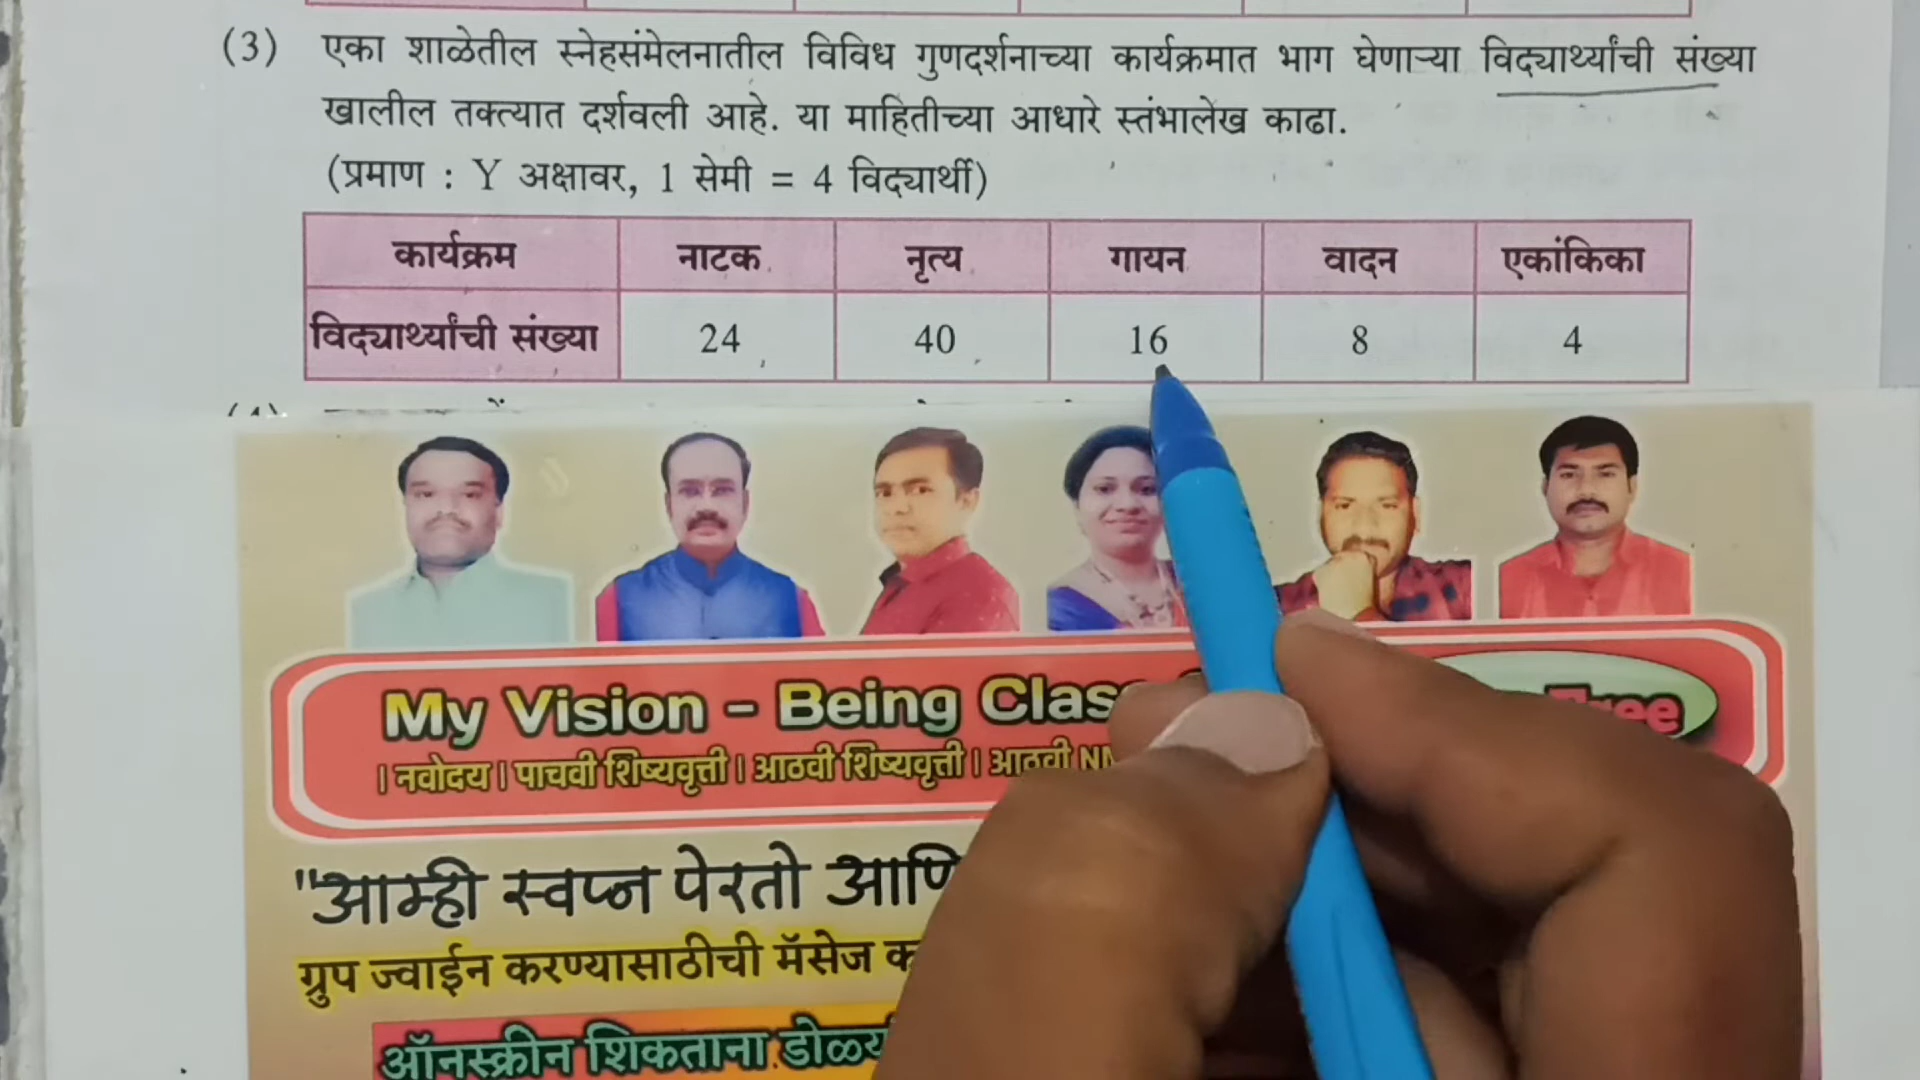 (3) एका शाळेतील स्नेहसंमेलनातील विविध गुणदर्शनाच्या कार्यक्रमात भाग घेणाऱ्या विद्यार्थ्यांची संख्या
खालील तक्त्यात दर्शवली आहे. या माहितीच्या आधारे स्तंभालेख काढा.
(प्रमाण : Y अक्षावर, 1 सेमी = 4 विद्यार्थी)
कार्यक्रम नाटक नृत्य गायन वादन एकांकिका
विद्यार्थ्यांची संख्या 24 40 16 8 4
My Vision - Being Class
। नवोदय । पाचवी शिष्यवृत्ती । आठवी शिष्यवृत्ती । आठवी
"आम्ही स्वप्न पेरतो आणि
ग्रुप ज्वाईन करण्यासाठीची मॅसेज
ऑनस्क्रीन शिकताना